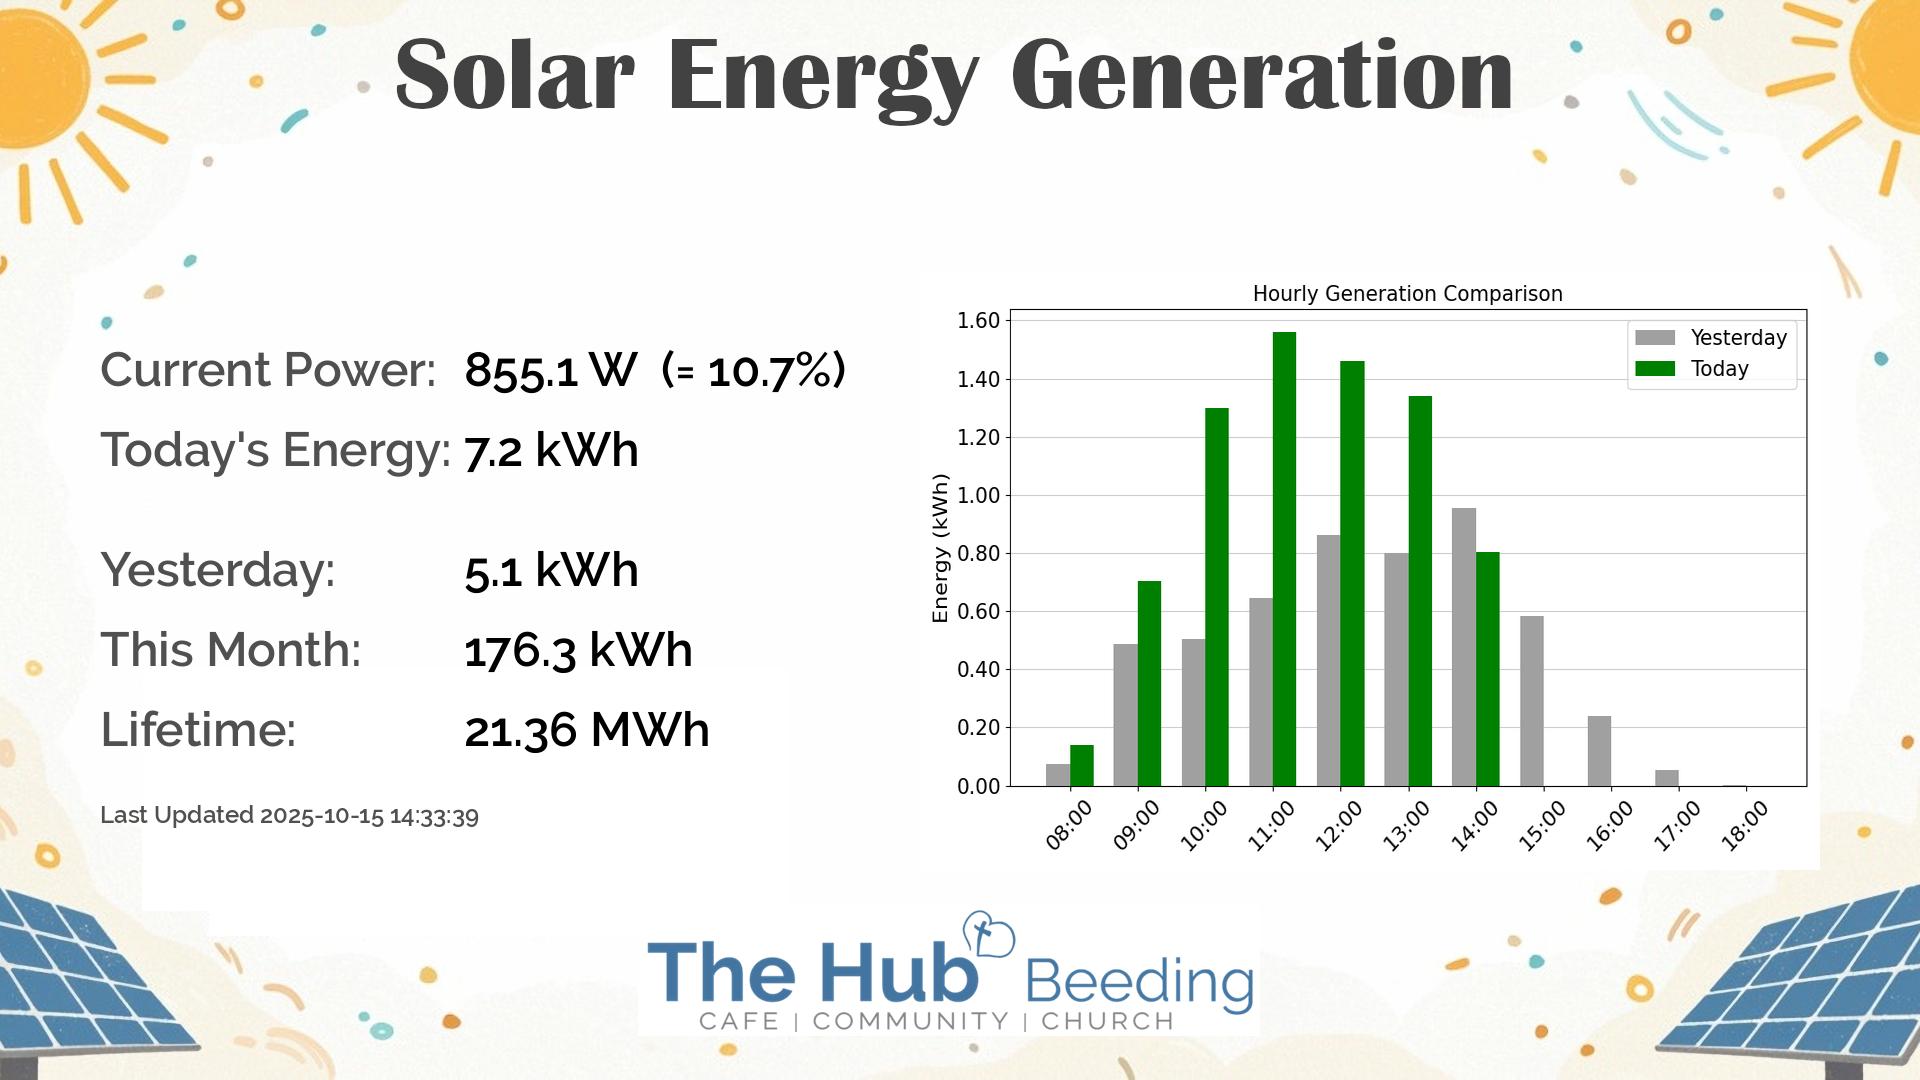 Solar Energy Generation
Current Power: 855.1 W (= 10.7%)
Today's Energy: 7.2 kWh
Yesterday: 5.1 kWh
This Month: 176.3 kWh
Lifetime: 21.36 MWh
Last Updated 2025-10-15 14:33:39
Hourly Generation Comparison
Yesterday
Today
Energy (kWh)
1.60
1.40
1.20
1.00
0.80
0.60
0.40
0.20
0.00
08:00 09:00 10:00 11:00 12:00 13:00 14:00 15:00 16:00 17:00 18:00
The Hub Beeding
CAFE | COMMUNITY | CHURCH